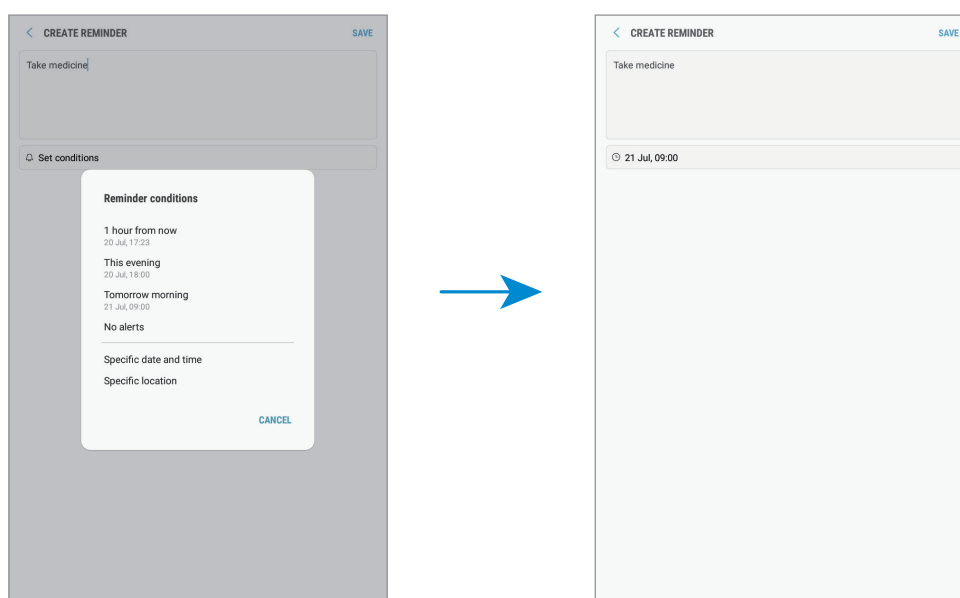 CREATE REMINDER SAVE
Take medicine
Set conditions
Reminder conditions
1 hour from now
20 Jul, 17:23
This evening
20 Jul, 18:00
Tomorrow morning
21 Jul, 09:00
No alerts
Specific date and time
Specific location
CANCEL
CREATE REMINDER SAVE
Take medicine
21 Jul, 09:00